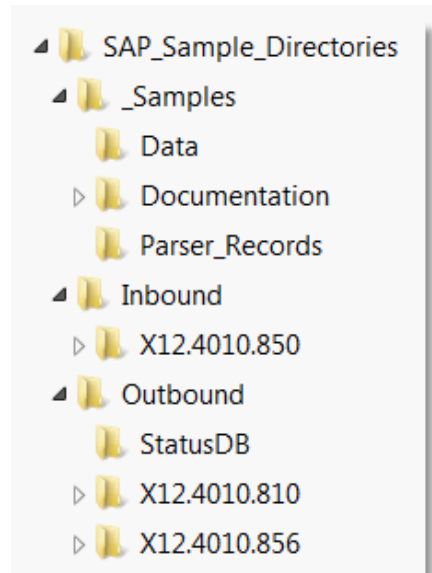 SAP_Sample_Directories
_Samples
Data
Documentation
Parser_Records
Inbound
X12.4010.850
Outbound
StatusDB
X12.4010.810
X12.4010.856